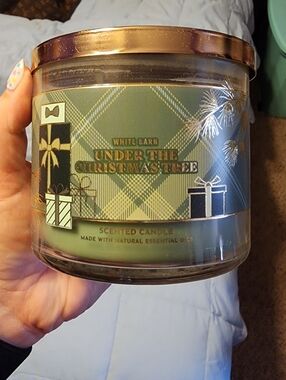 WHITE BARN
UNDER THE
CHRISTMAS TREE
SCENTED CANDLE
MADE WITH NATURAL ESSENTIAL OILS